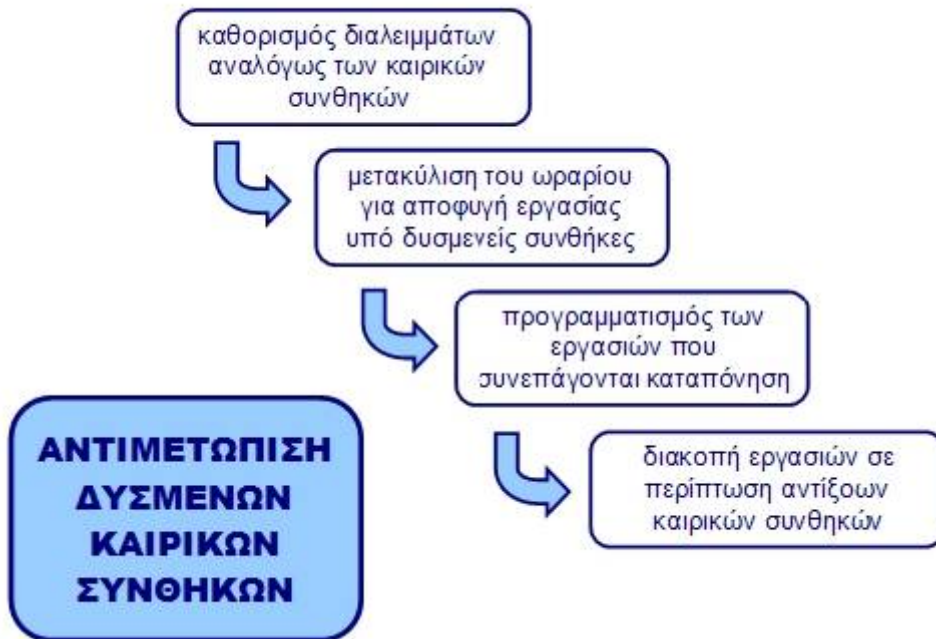 καθορισμός διαλειμμάτων
αναλόγως των καιρικών
συνθηκών
μετακύλιση του ωραρίου
για αποφυγή εργασίας
υπό δυσμενείς συνθήκες
προγραμματισμός των
εργασιών που
συνεπάγονται καταπόνηση
διακοπή εργασιών σε
περίπτωση αντίξοων
καιρικών συνθηκών
ΑΝΤΙΜΕΤΩΠΙΣΗ
ΔΥΣΜΕΝΩΝ
ΚΑΙΡΙΚΩΝ
ΣΥΝΘΗΚΩΝ